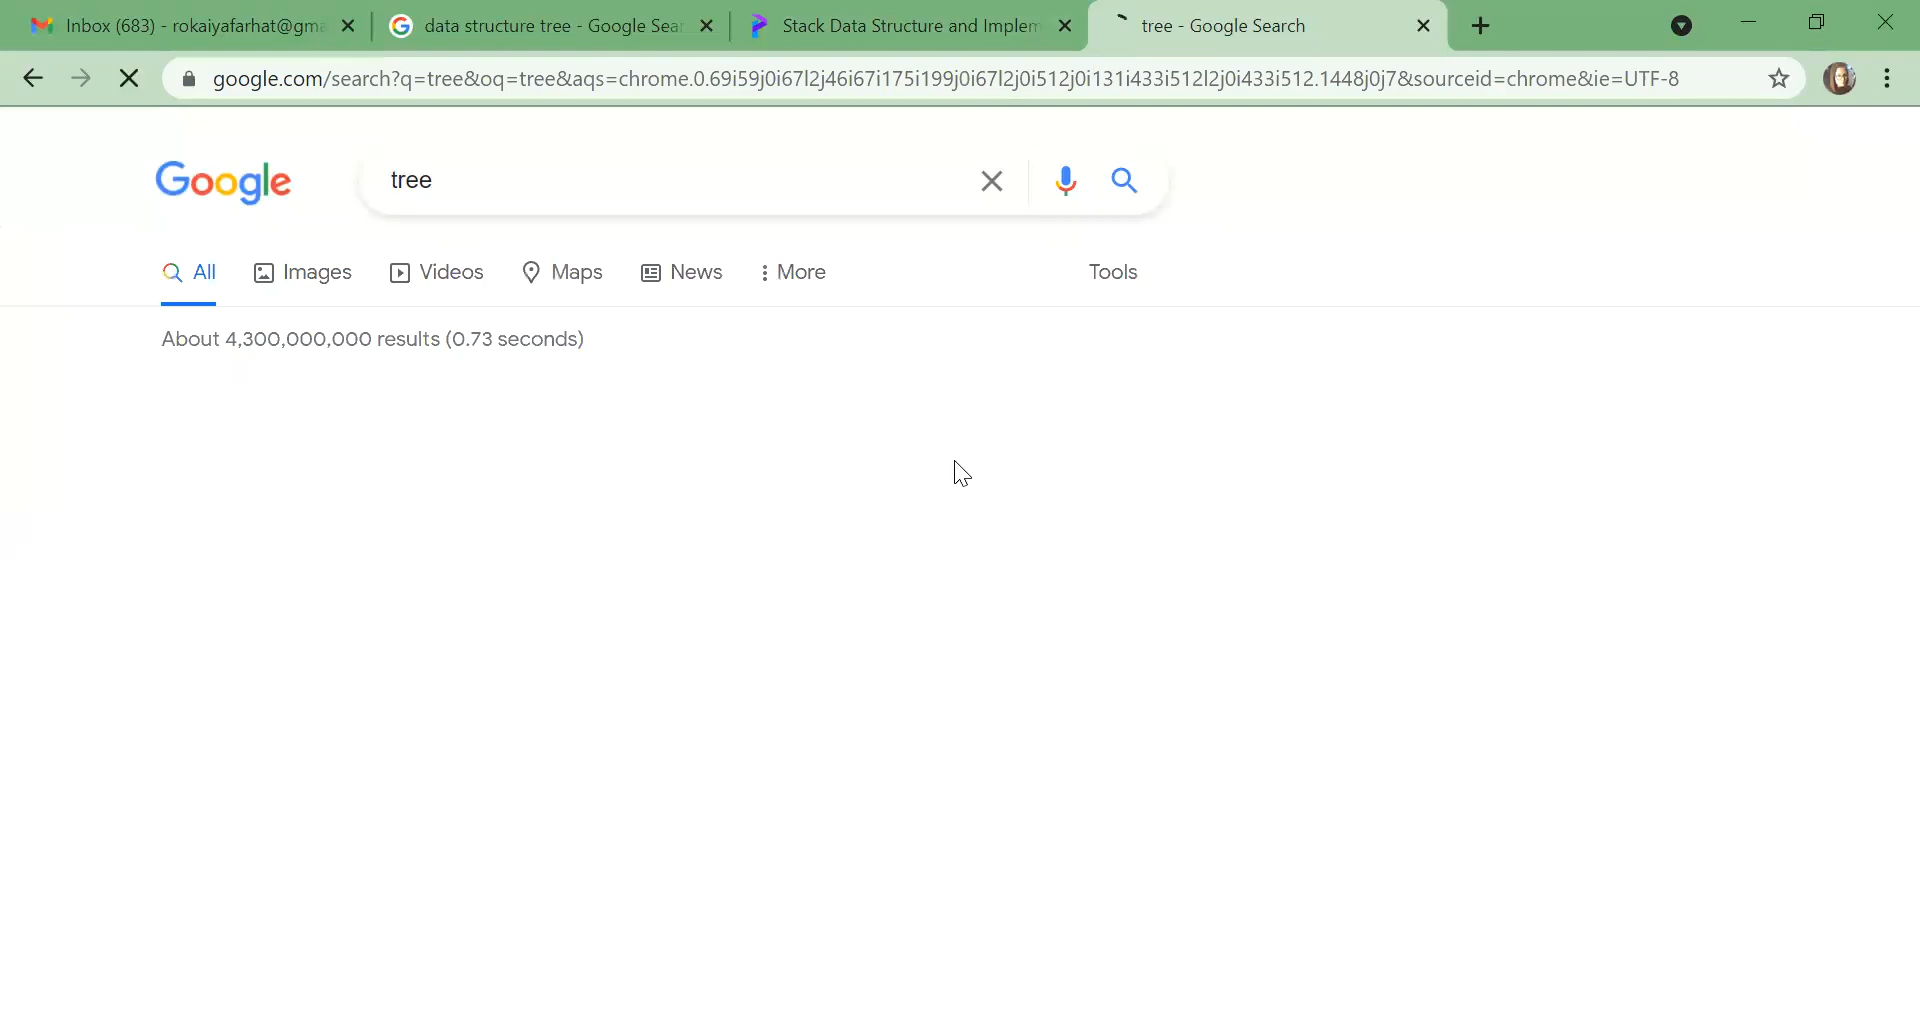 Inbox (683) - rokaiyafarhat@gma
data structure tree - Google Sear
Stack Data Structure and Implem
tree - Google Search
google.com/search?q=tree&oq=tree&aqs=chrome.0.69i59j0i67l2j46i67i175i199j0i67l2j0i512j0i131i433i512l2j0i433i512.1448j0j7&sourceid=chrome&ie=UTF-8
Google
tree
All
Images
Videos
Maps
News
More
Tools
About 4,300,000,000 results (0.73 seconds)